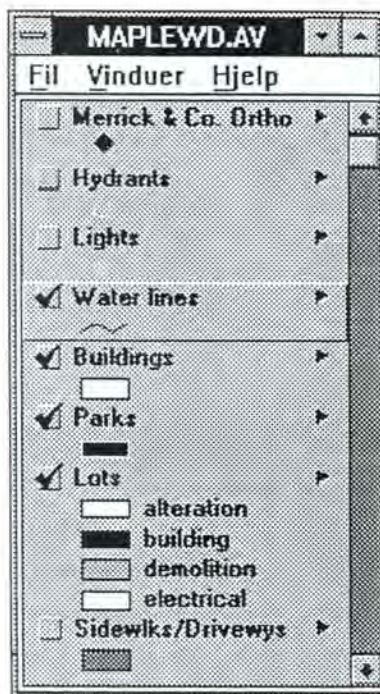 MAPLEWD.AV
Fil Vinduer Hjelp
Merrick & Co. Ortho
Hydrants
Lights
Water lines
Buildings
Parks
Lots
alteration
building
demolition
electrical
Sidewlks/Drivewys